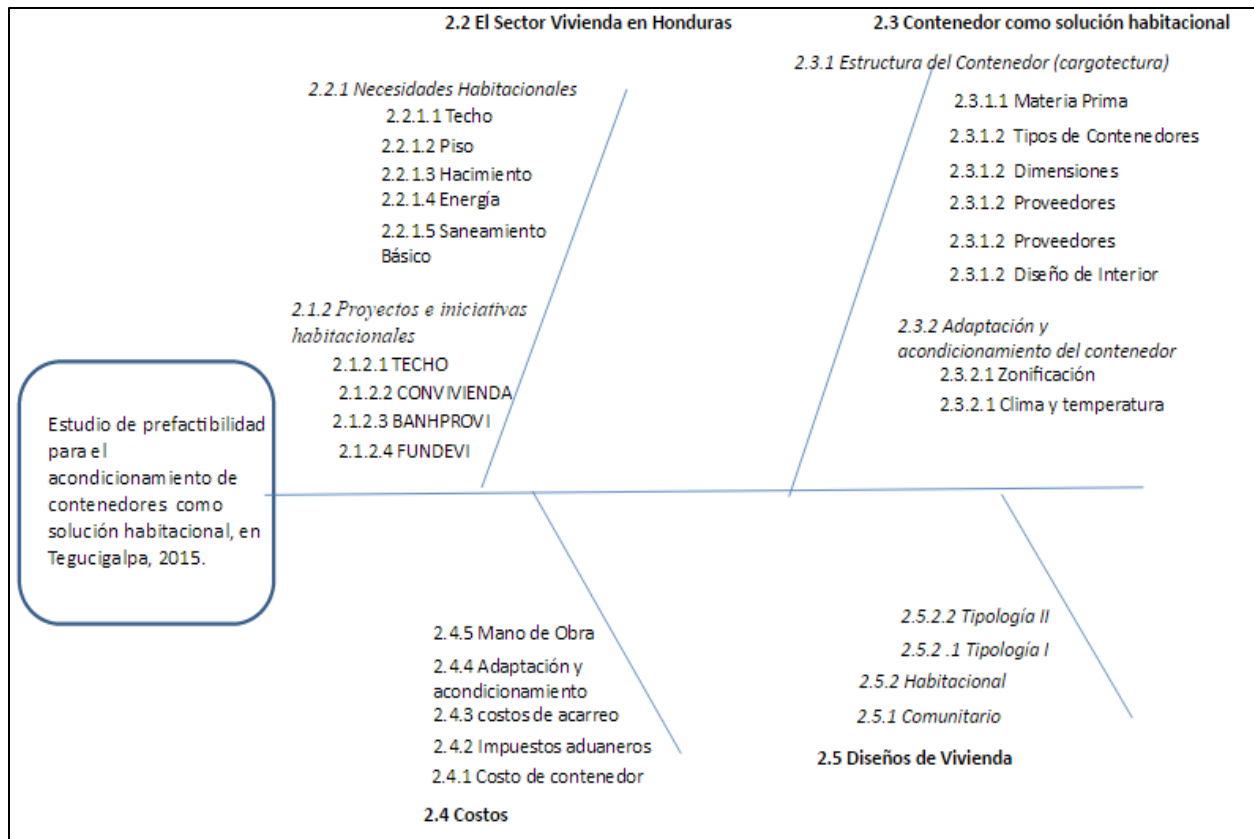 2.2 El Sector Vivienda en Honduras
2.2.1 Necesidades Habitacionales
2.2.1.1 Techo
2.2.1.2 Piso
2.2.1.3 Hacimiento
2.2.1.4 Energía
2.2.1.5 Saneamiento
Básico
2.1.2 Proyectos e iniciativas
habitacionales
2.1.2.1 TECHO
2.1.2.2 CONVIVIENDA
2.1.2.3 BANHPROVI
2.1.2.4 FUNDEVI
2.3 Contenedor como solución habitacional
2.3.1 Estructura del Contenedor (cargotectura)
2.3.1.1 Materia Prima
2.3.1.2 Tipos de Contenedores
2.3.1.2 Dimensiones
2.3.1.2 Proveedores
2.3.1.2 Proveedores
2.3.1.2 Diseño de Interior
2.3.2 Adaptación y
acondicionamiento del contenedor
2.3.2.1 Zonificación
2.3.2.1 Clima y temperatura
Estudio de prefactibilidad
para el
acondicionamiento de
contenedores como
solución habitacional, en
Tegucigalpa, 2015.
2.4.5 Mano de Obra
2.4.4 Adaptación y
acondicionamiento
2.4.3 costos de acarreo
2.4.2 Impuestos aduaneros
2.4.1 Costo de contenedor
2.4 Costos
2.5.2.2 Tipología II
2.5.2 .1 Tipología I
2.5.2 Habitacional
2.5.1 Comunitario
2.5 Diseños de Vivienda